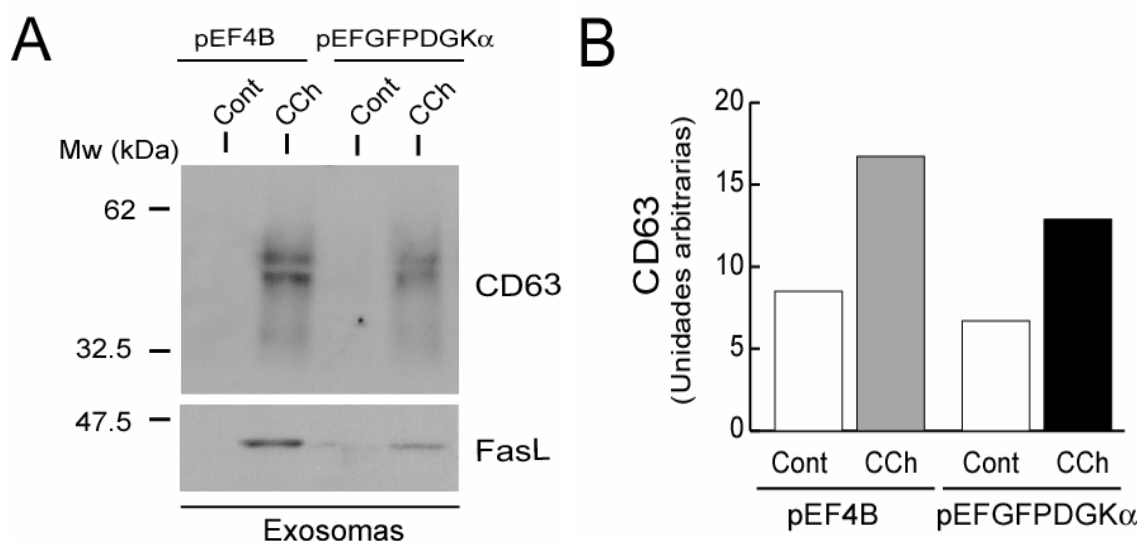 A
pEF4B pEFGFPDGKα
Cont CCh Cont CCh
Mw (kDa)
62
CD63
32.5
47.5
FasL
Exosomas
B
CD63
(Unidades arbitrarias)
20
15
10
5
0
Cont CCh Cont CCh
pEF4B pEFGFPDGKα